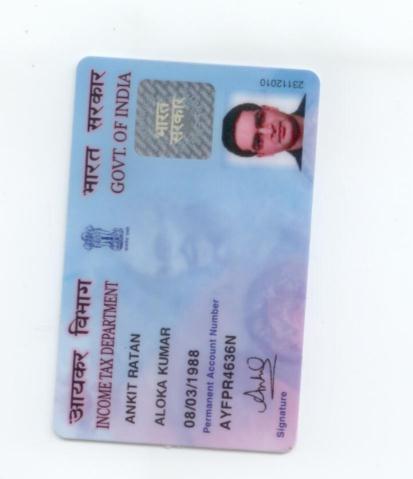 आयकर विभाग
INCOME TAX DEPARTMENT
भारत सरकार
GOVT. OF INDIA
भारत
सरकार
ANKIT RATAN
ALOKA KUMAR
08/03/1988
Permanent Account Number
AYFPR4636N
Signature
23112010